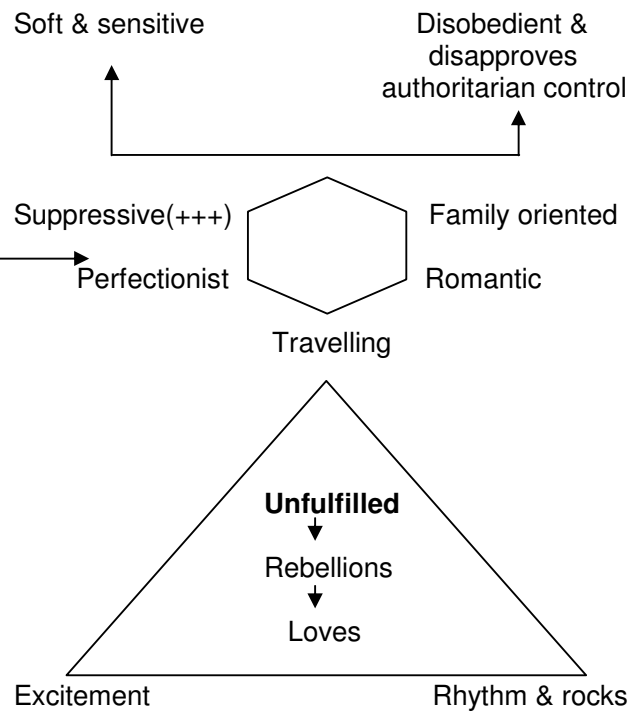 Soft & sensitive
Disobedient &
disapproves
authoritarian control
Suppressive(+++)
Family oriented
Perfectionist
Romantic
Travelling
Unfulfilled
Rebellions
Loves
Excitement
Rhythm & rocks